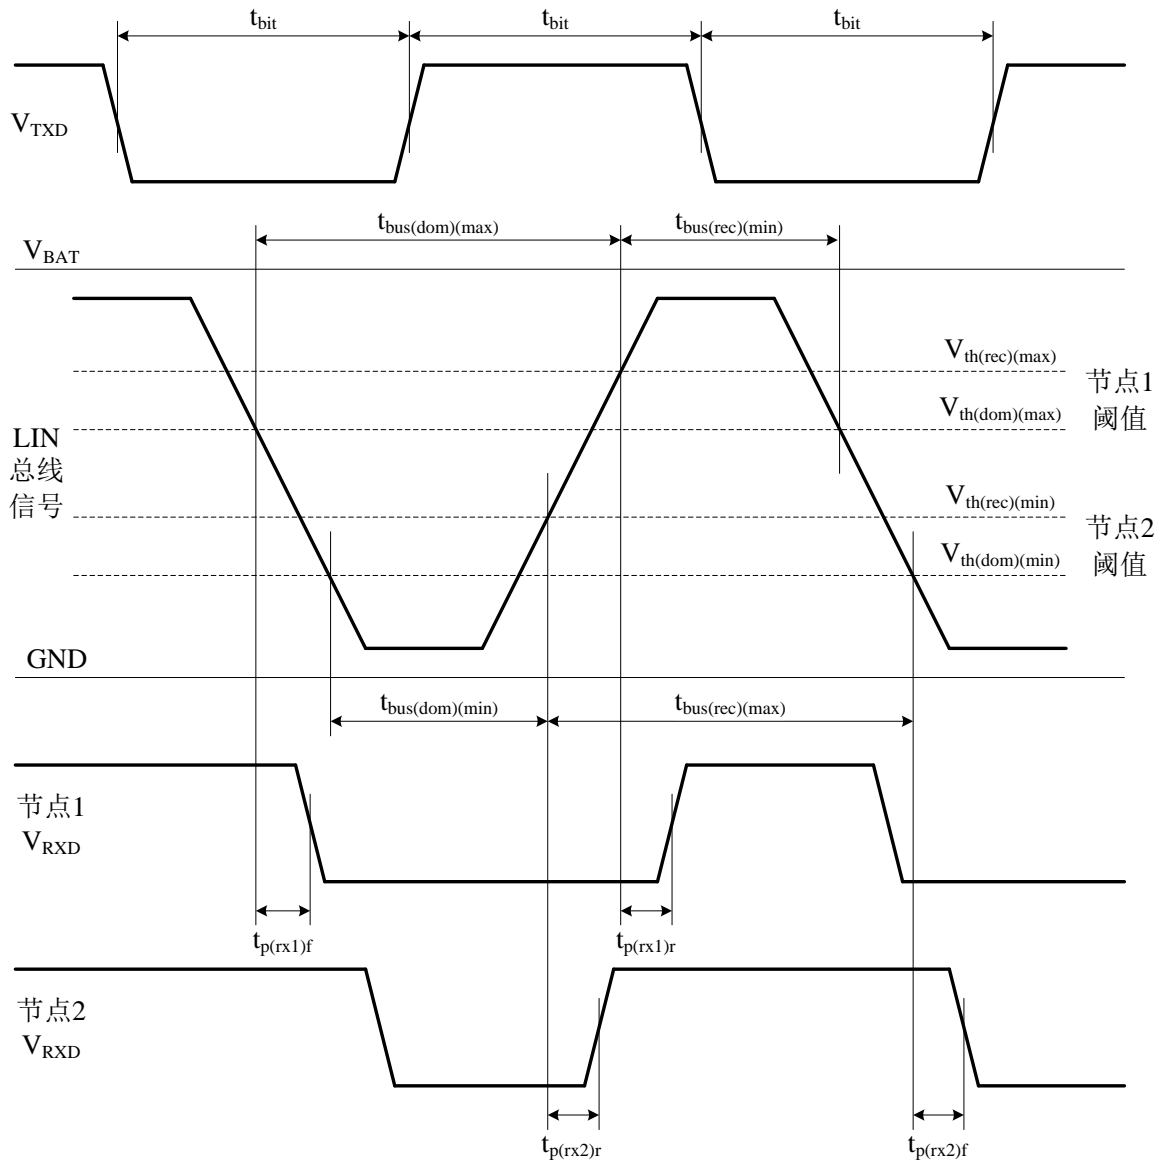 tbit
tbit
tbit
VTXD
tbus(dom)(max)
tbus(rec)(min)
VBAT
Vth(rec)(max)
节点1
阈值
Vth(dom)(max)
LIN
总线
信号
Vth(rec)(min)
节点2
阈值
Vth(dom)(min)
GND
tbus(dom)(min)
tbus(rec)(max)
节点1
VRXD
tp(rx1)f
tp(rx1)r
节点2
VRXD
tp(rx2)r
tp(rx2)f